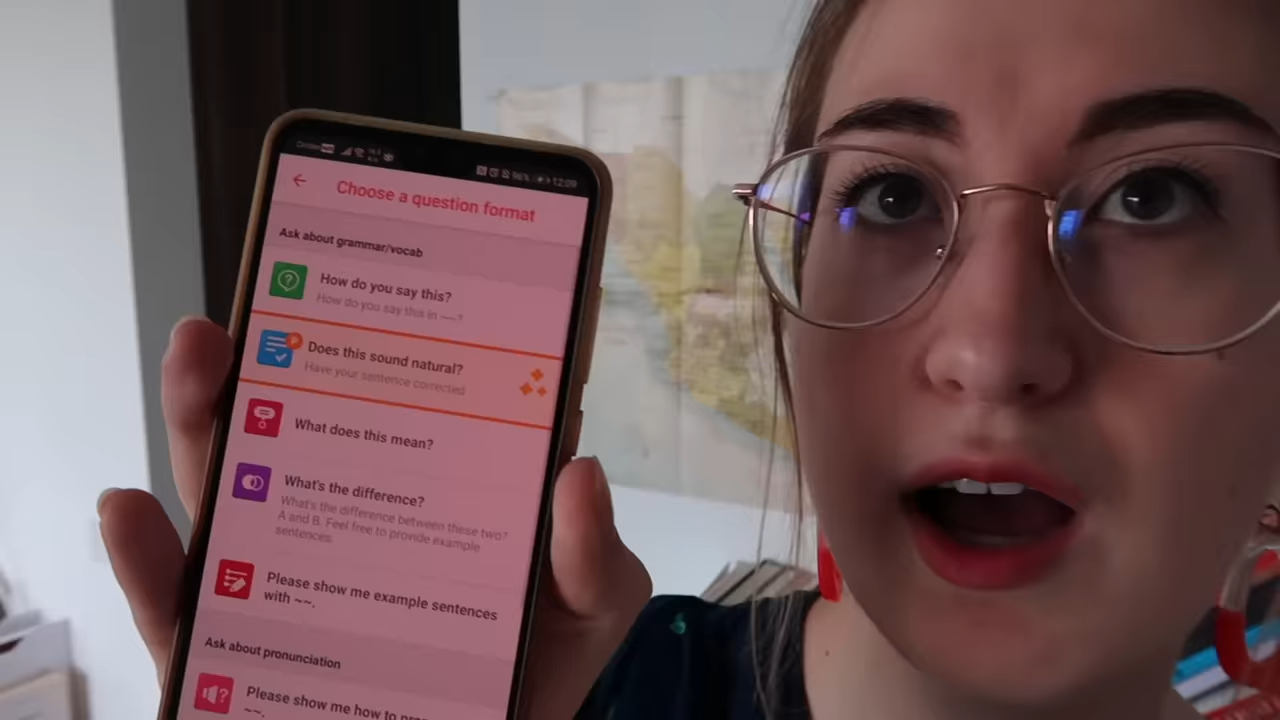 96% 12:09
Choose a question format
Ask about grammar/vocab
How do you say this?
How do you say this in ----?
P
Does this sound natural?
Have your sentence corrected
What does this mean?
What's the difference?
What's the difference between these two?
A and B. Feel free to provide example
sentences.
Please show me example sentences
with ~~.
Ask about pronunciation
Please show me how to
~~.